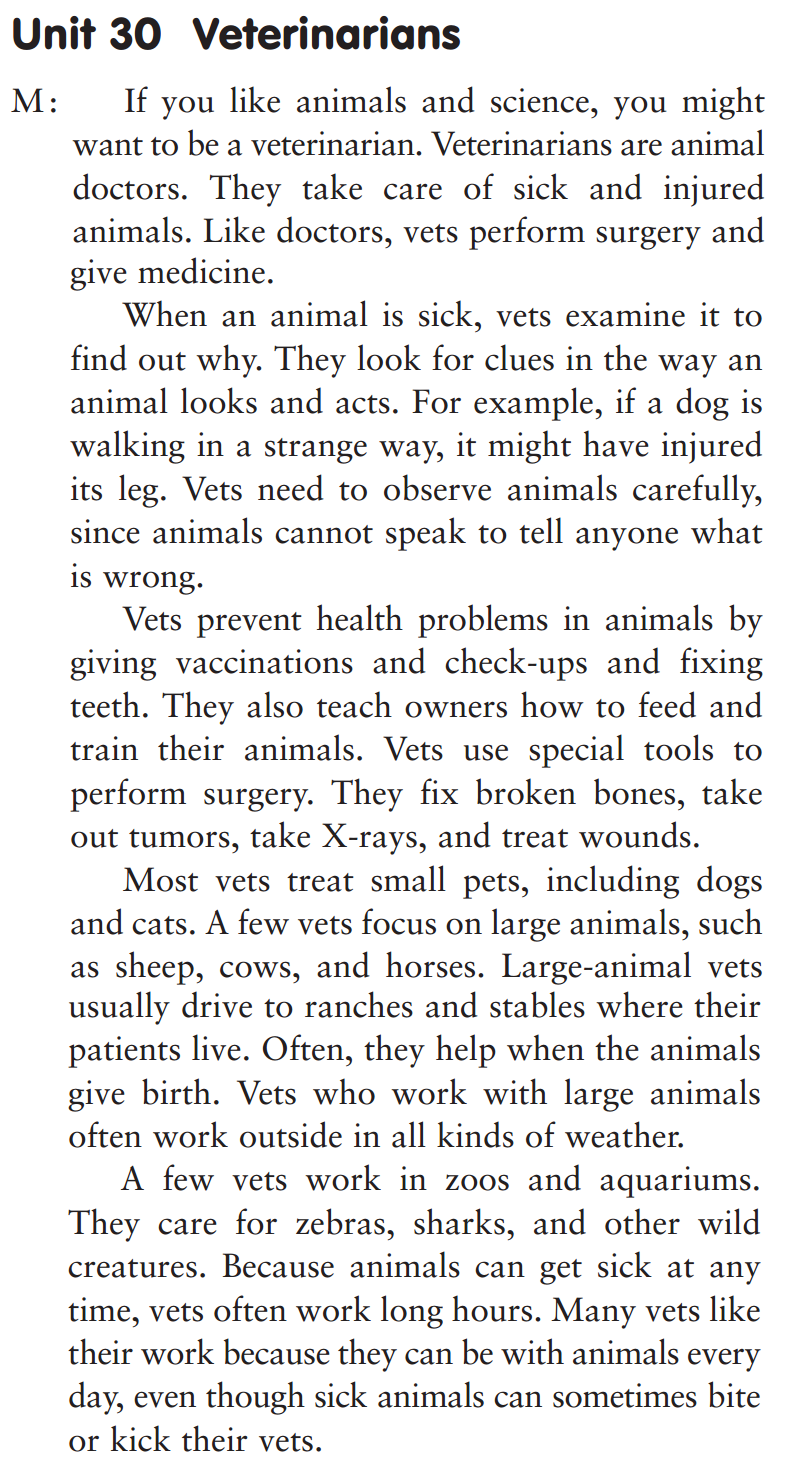 Unit 30 Veterinarians
M: If you like animals and science, you might
want to be a veterinarian. Veterinarians are animal
doctors. They take care of sick and injured
animals. Like doctors, vets perform surgery and
give medicine.
When an animal is sick, vets examine it to
find out why. They look for clues in the way an
animal looks and acts. For example, if a dog is
walking in a strange way, it might have injured
its leg. Vets need to observe animals carefully,
since animals cannot speak to tell anyone what
is wrong.
Vets prevent health problems in animals by
giving vaccinations and check-ups and fixing
teeth. They also teach owners how to feed and
train their animals. Vets use special tools to
perform surgery. They fix broken bones, take
out tumors, take X-rays, and treat wounds.
Most vets treat small pets, including dogs
and cats. A few vets focus on large animals, such
as sheep, cows, and horses. Large-animal vets
usually drive to ranches and stables where their
patients live. Often, they help when the animals
give birth. Vets who work with large animals
often work outside in all kinds of weather.
A few vets work in zoos and aquariums.
They care for zebras, sharks, and other wild
creatures. Because animals can get sick at any
time, vets often work long hours. Many vets like
their work because they can be with animals every
day, even though sick animals can sometimes bite
or kick their vets.